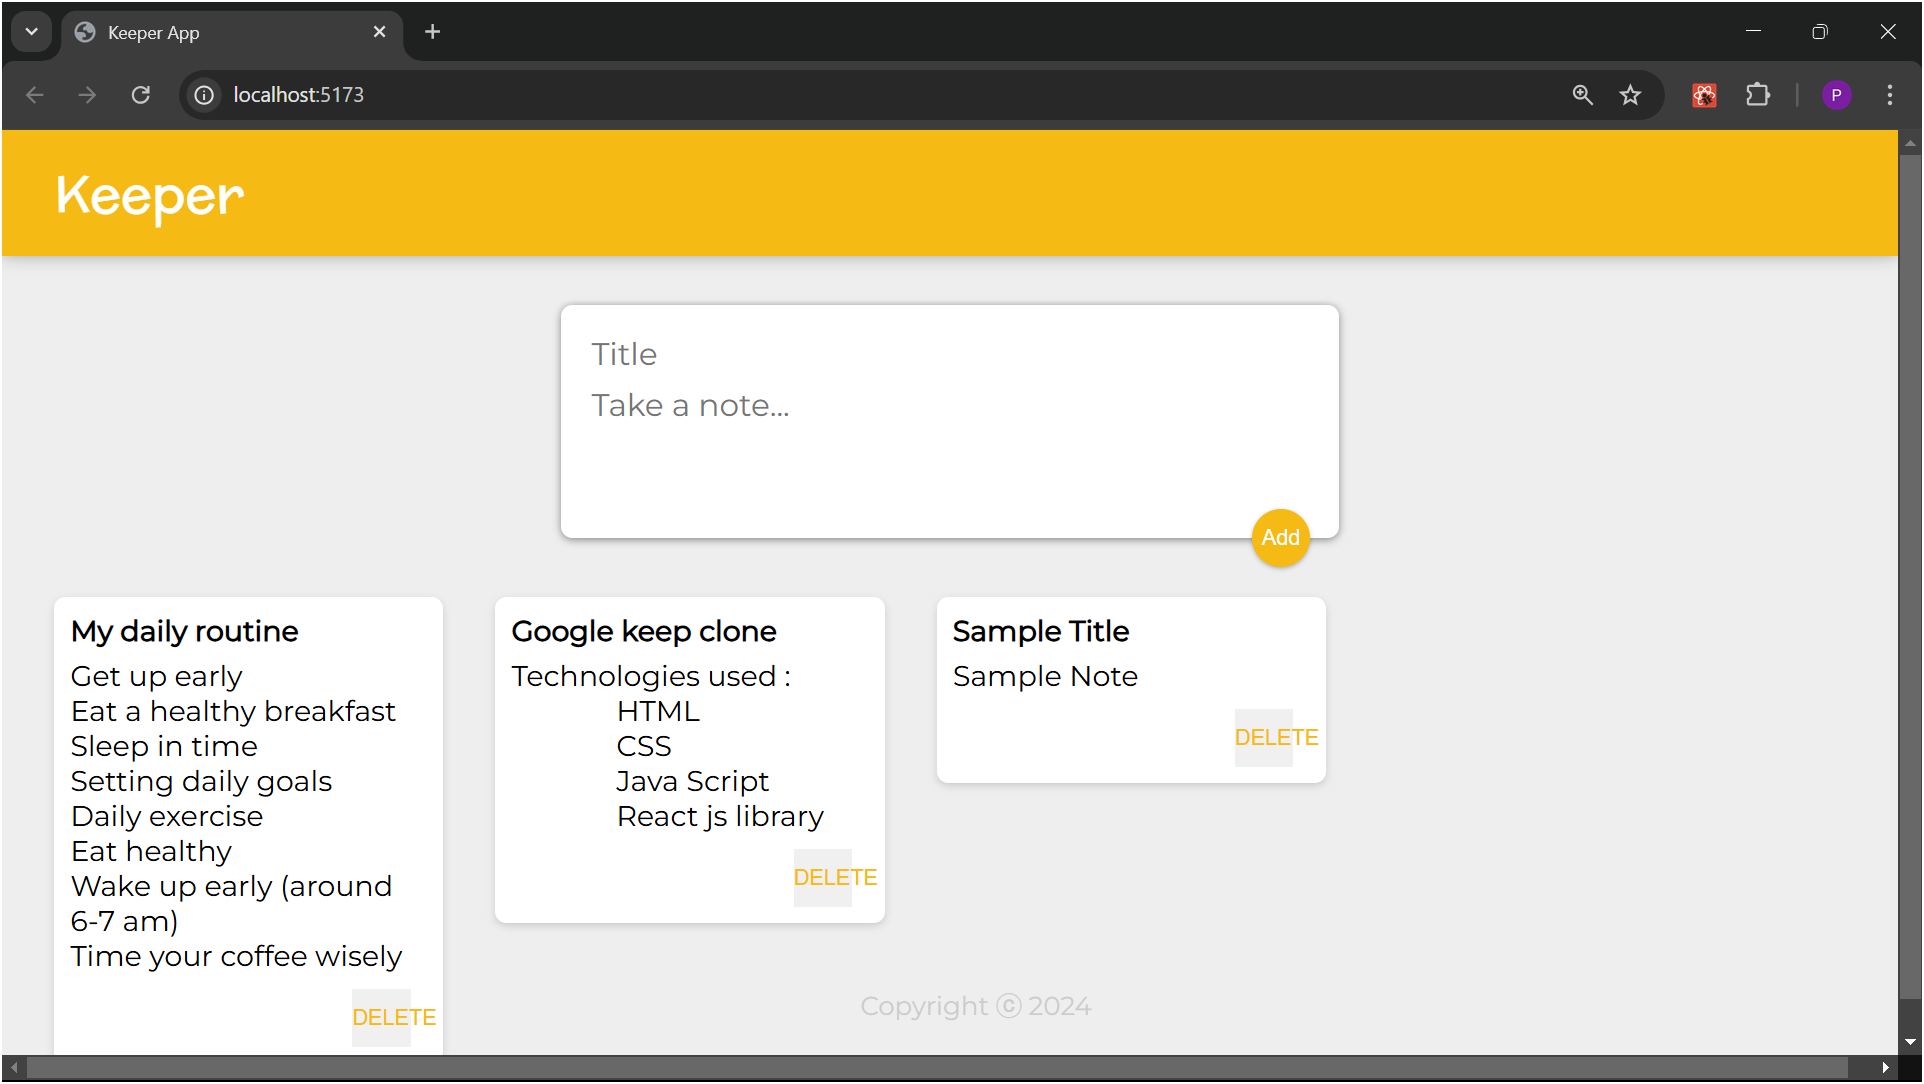 Keeper App
localhost:5173
P
Keeper
Title
Take a note...
Add
My daily routine
Get up early
Eat a healthy breakfast
Sleep in time
Setting daily goals
Daily exercise
Eat healthy
Wake up early (around
6-7 am)
Time your coffee wisely
DELETE
Google keep clone
Technologies used :
HTML
CSS
Java Script
React js library
DELETE
Sample Title
Sample Note
DELETE
Copyright ⓒ 2024